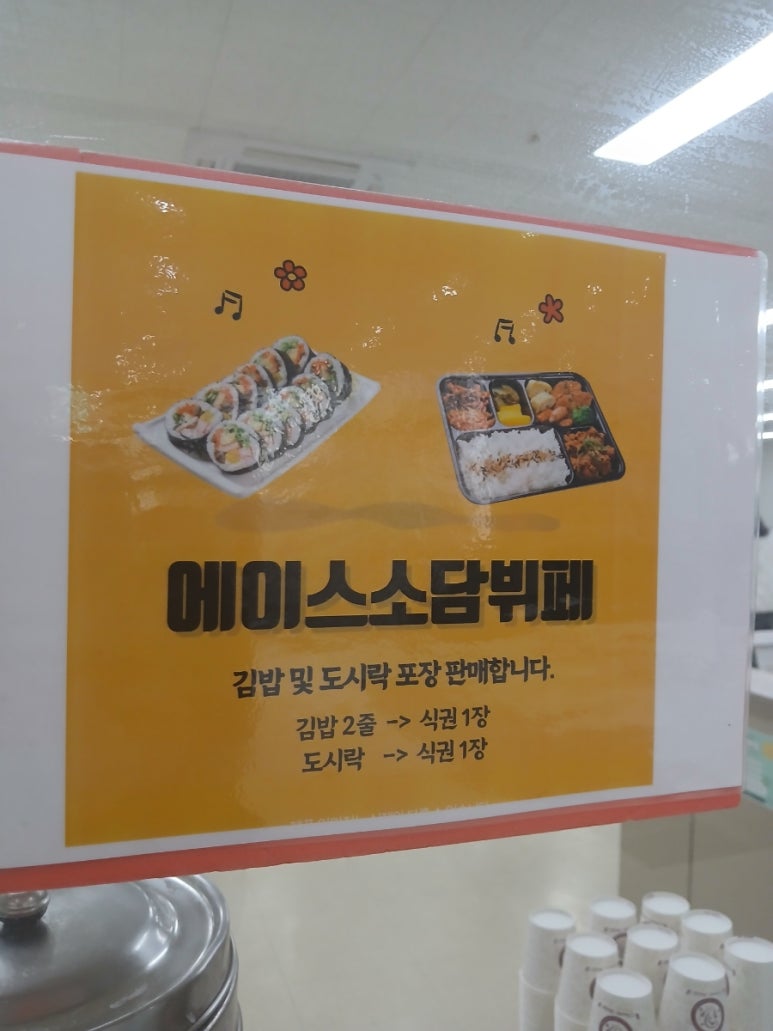 에이스소담뷔페
김밥 및 도시락 포장 판매합니다.
김밥 2줄 -> 식권 1장
도시락 -> 식권 1장